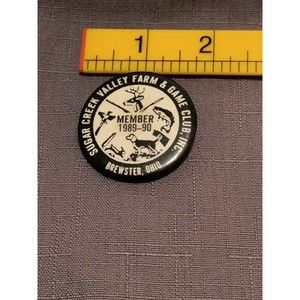 1 2
SUGAR CREEK VALLEY FARM & GAME CLUB, INC.
MEMBER
1989-90
BREWSTER, OHIO